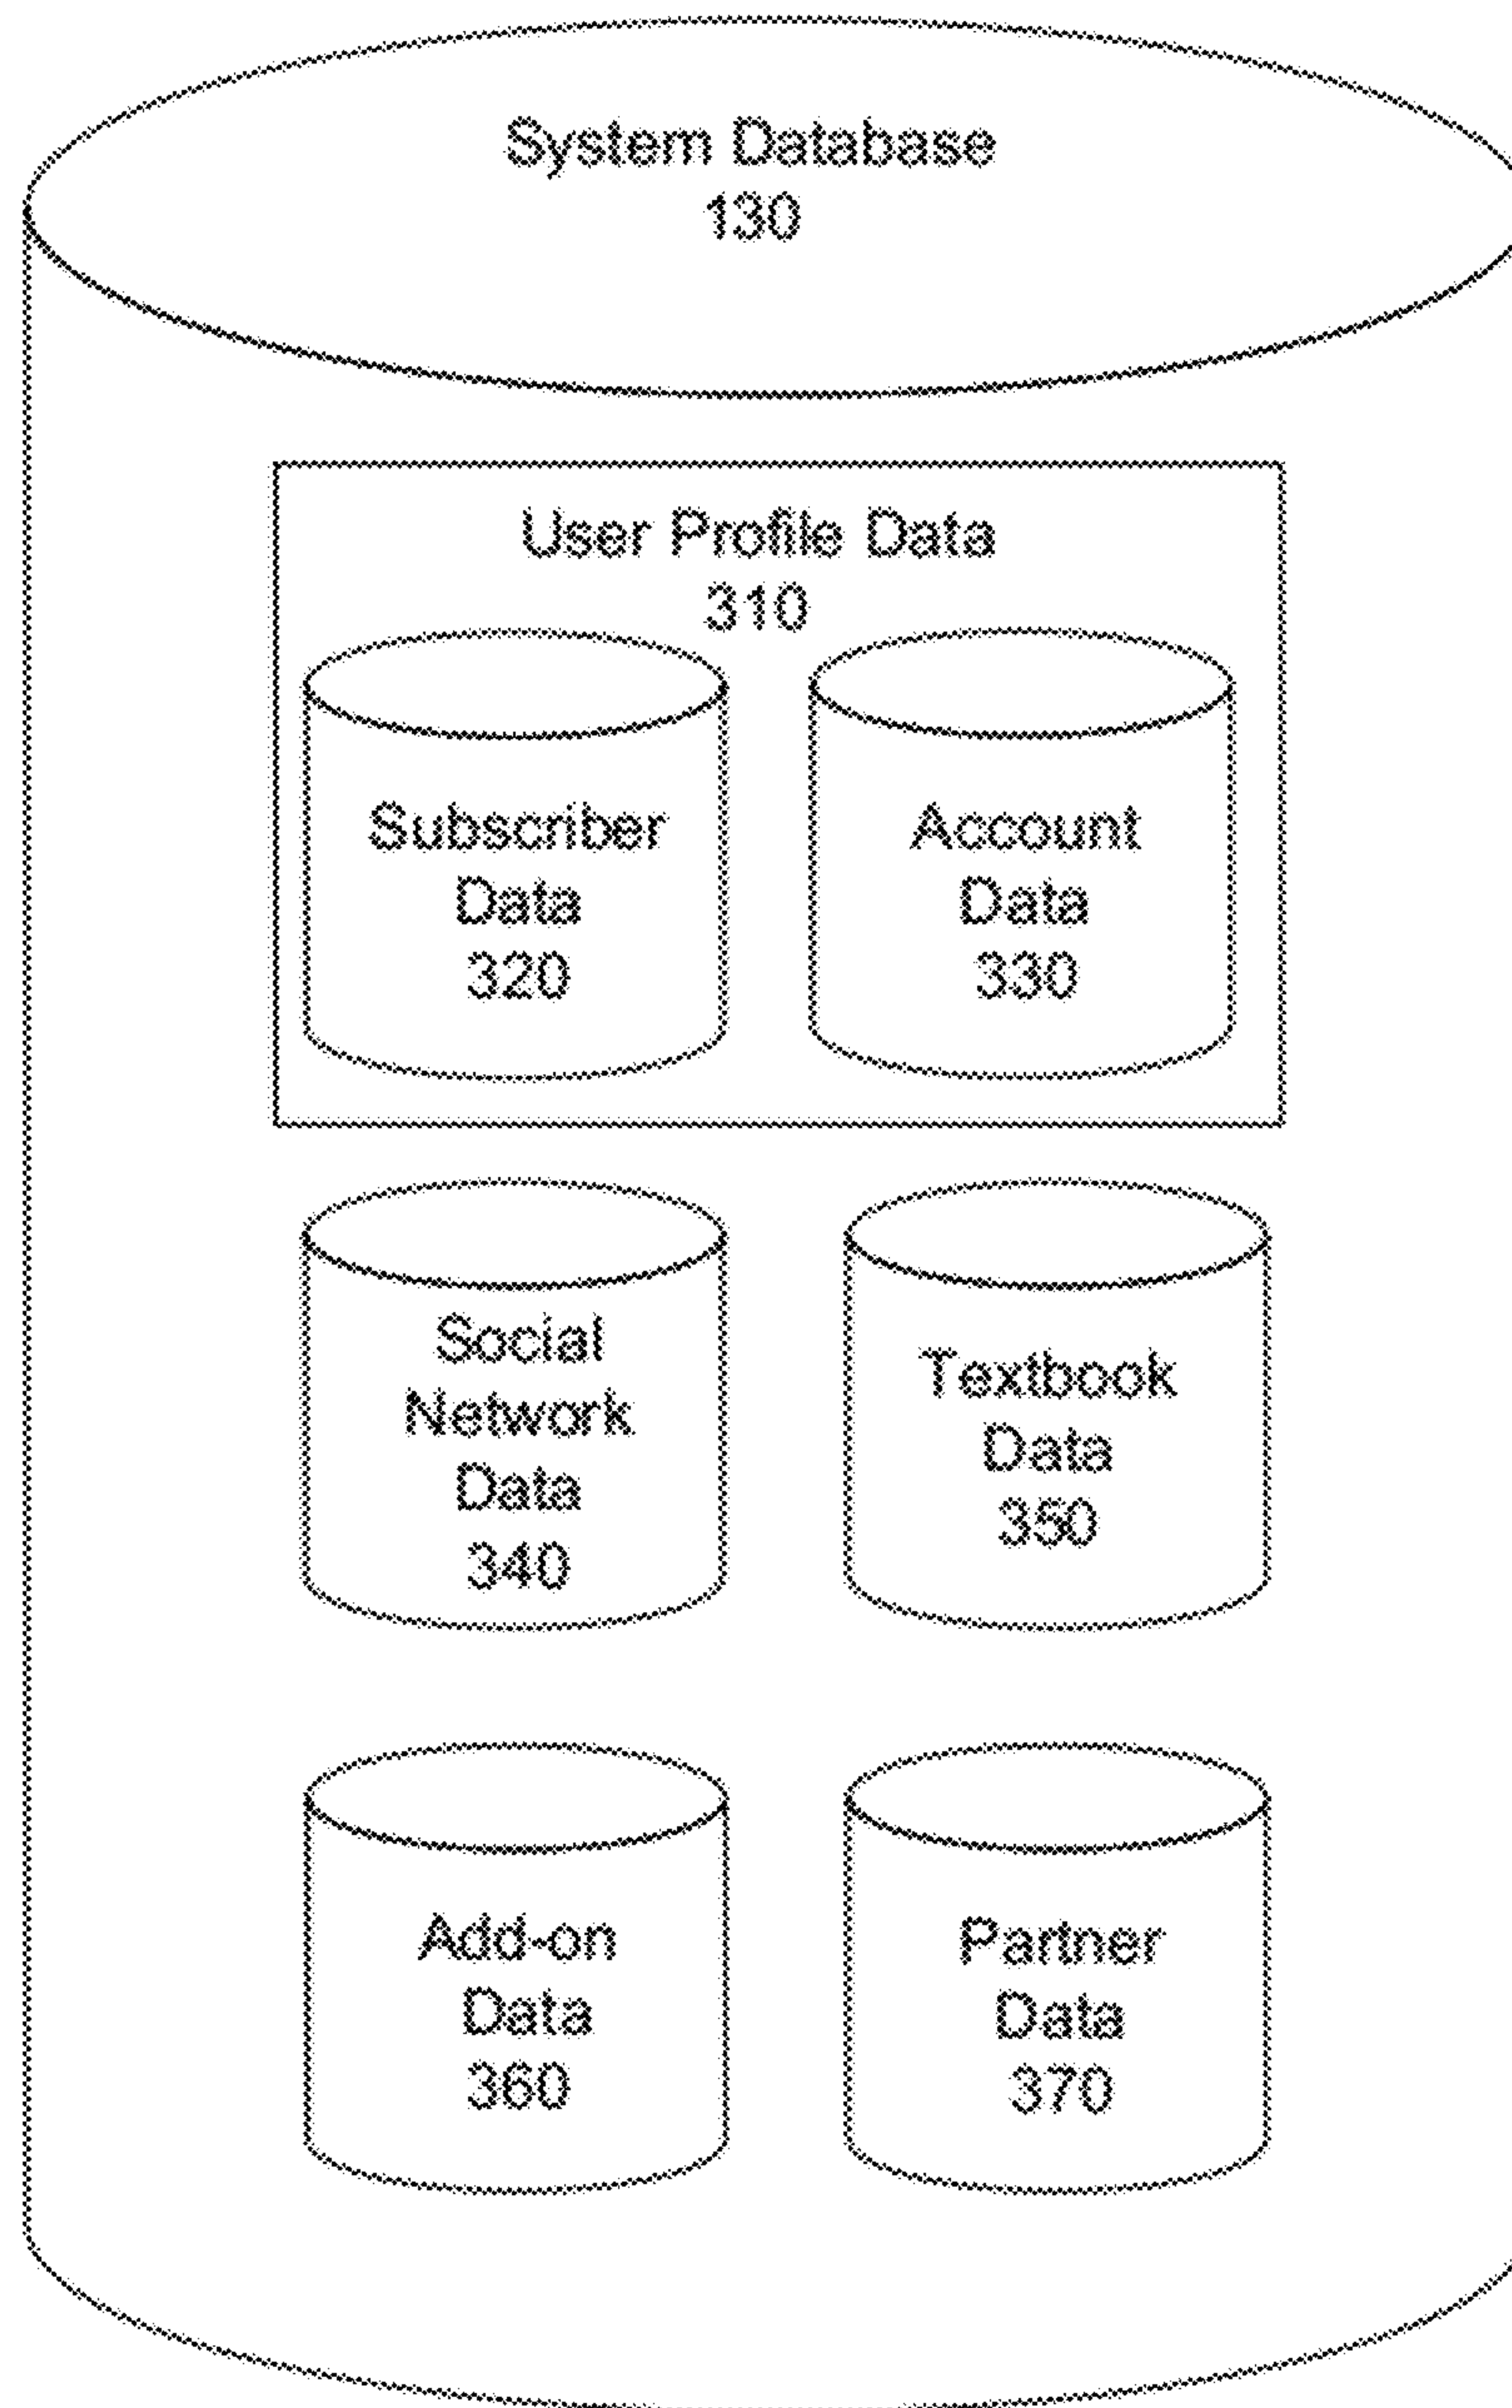 System Database
130
User Profile Data
310
Subscriber
Data
320
Account
Data
330
Social
Network
Data
340
Textbook
Data
350
Add-on
Data
360
Partner
Data
370